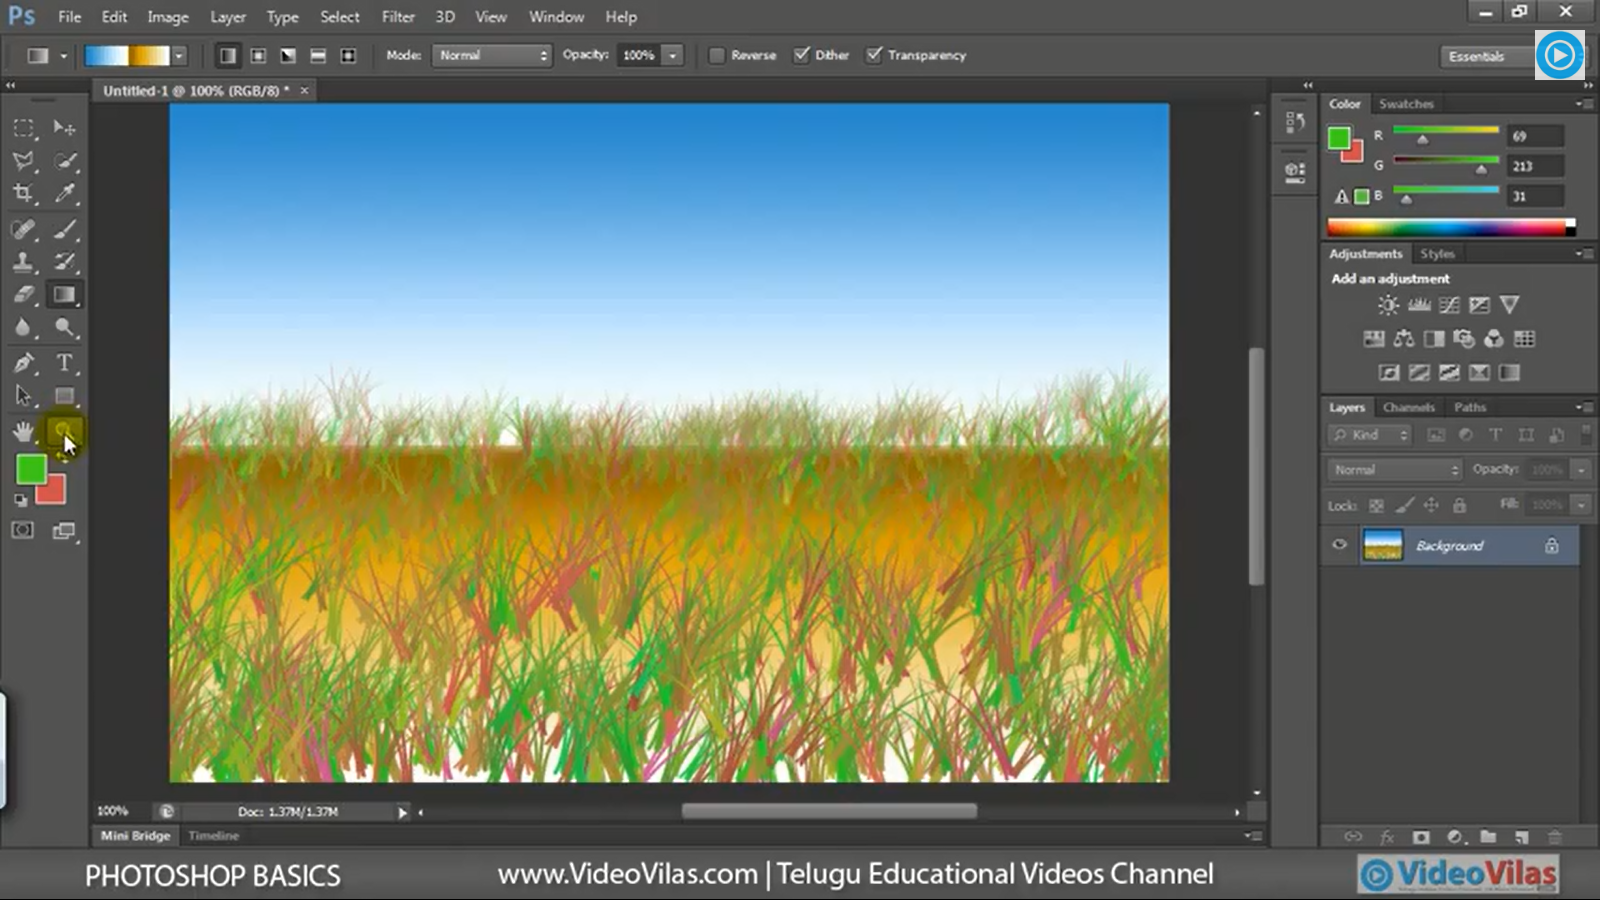 Ps File Edit Image Layer Type Select Filter 3D View Window Help
Mode: Normal Opacity: 100% Reverse Dither Transparency Essentials
Untitled-1 @ 100% (RGB/8) * ×
Color Swatches
R 69
G 213
B 31
Adjustments Styles
Add an adjustment
Layers Channels Paths
Kind T
Normal Opacity: 100%
Lock: Fill: 100%
Background
T
fx
100% Doc: 1.37M/1.37M
Mini Bridge Timeline
PHOTOSHOP BASICS www.VideoVilas.com | Telugu Educational Videos Channel VideoVilas